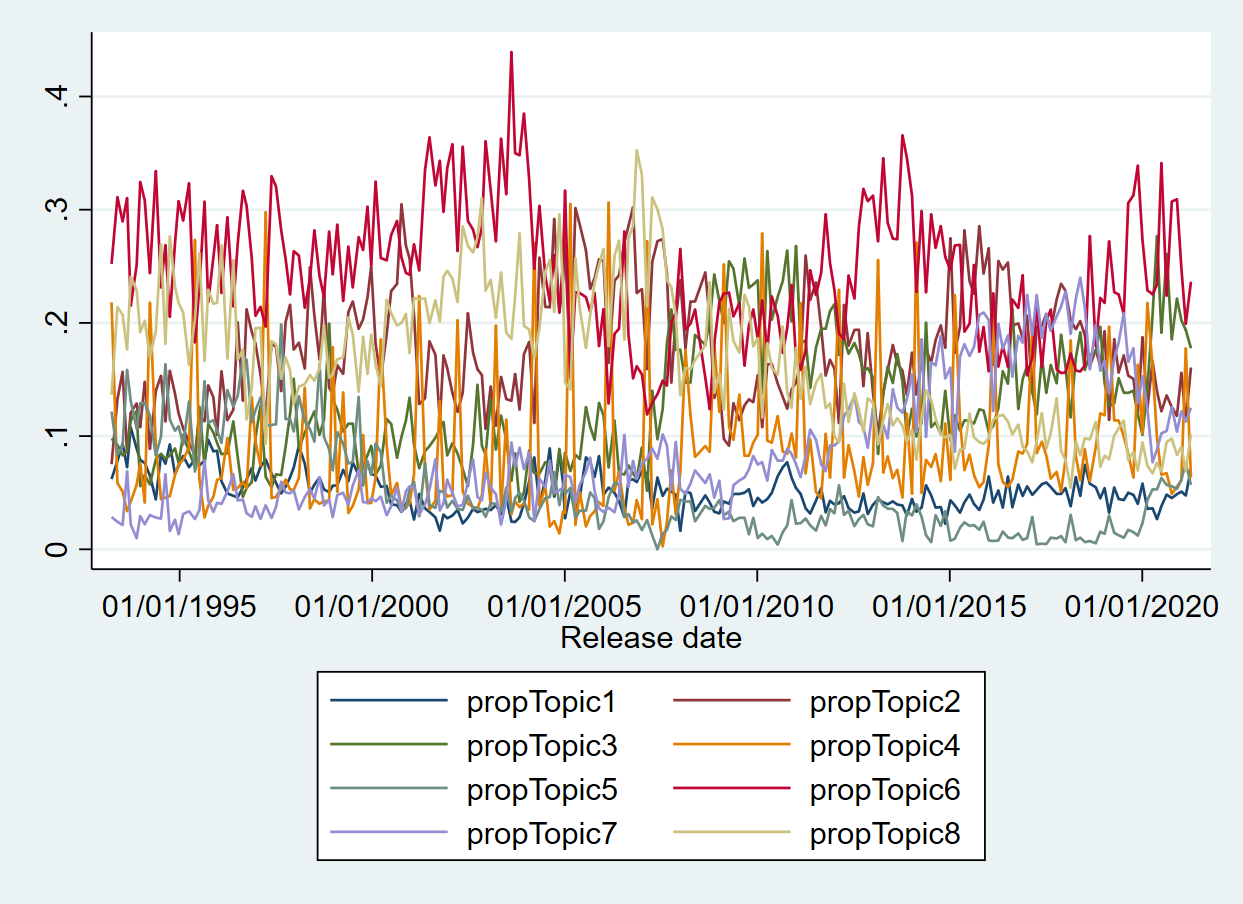 .4
.3
.2
.1
0
01/01/1995 01/01/2000 01/01/2005 01/01/2010 01/01/2015 01/01/2020
Release date
propTopic1 propTopic2
propTopic3 propTopic4
propTopic5 propTopic6
propTopic7 propTopic8